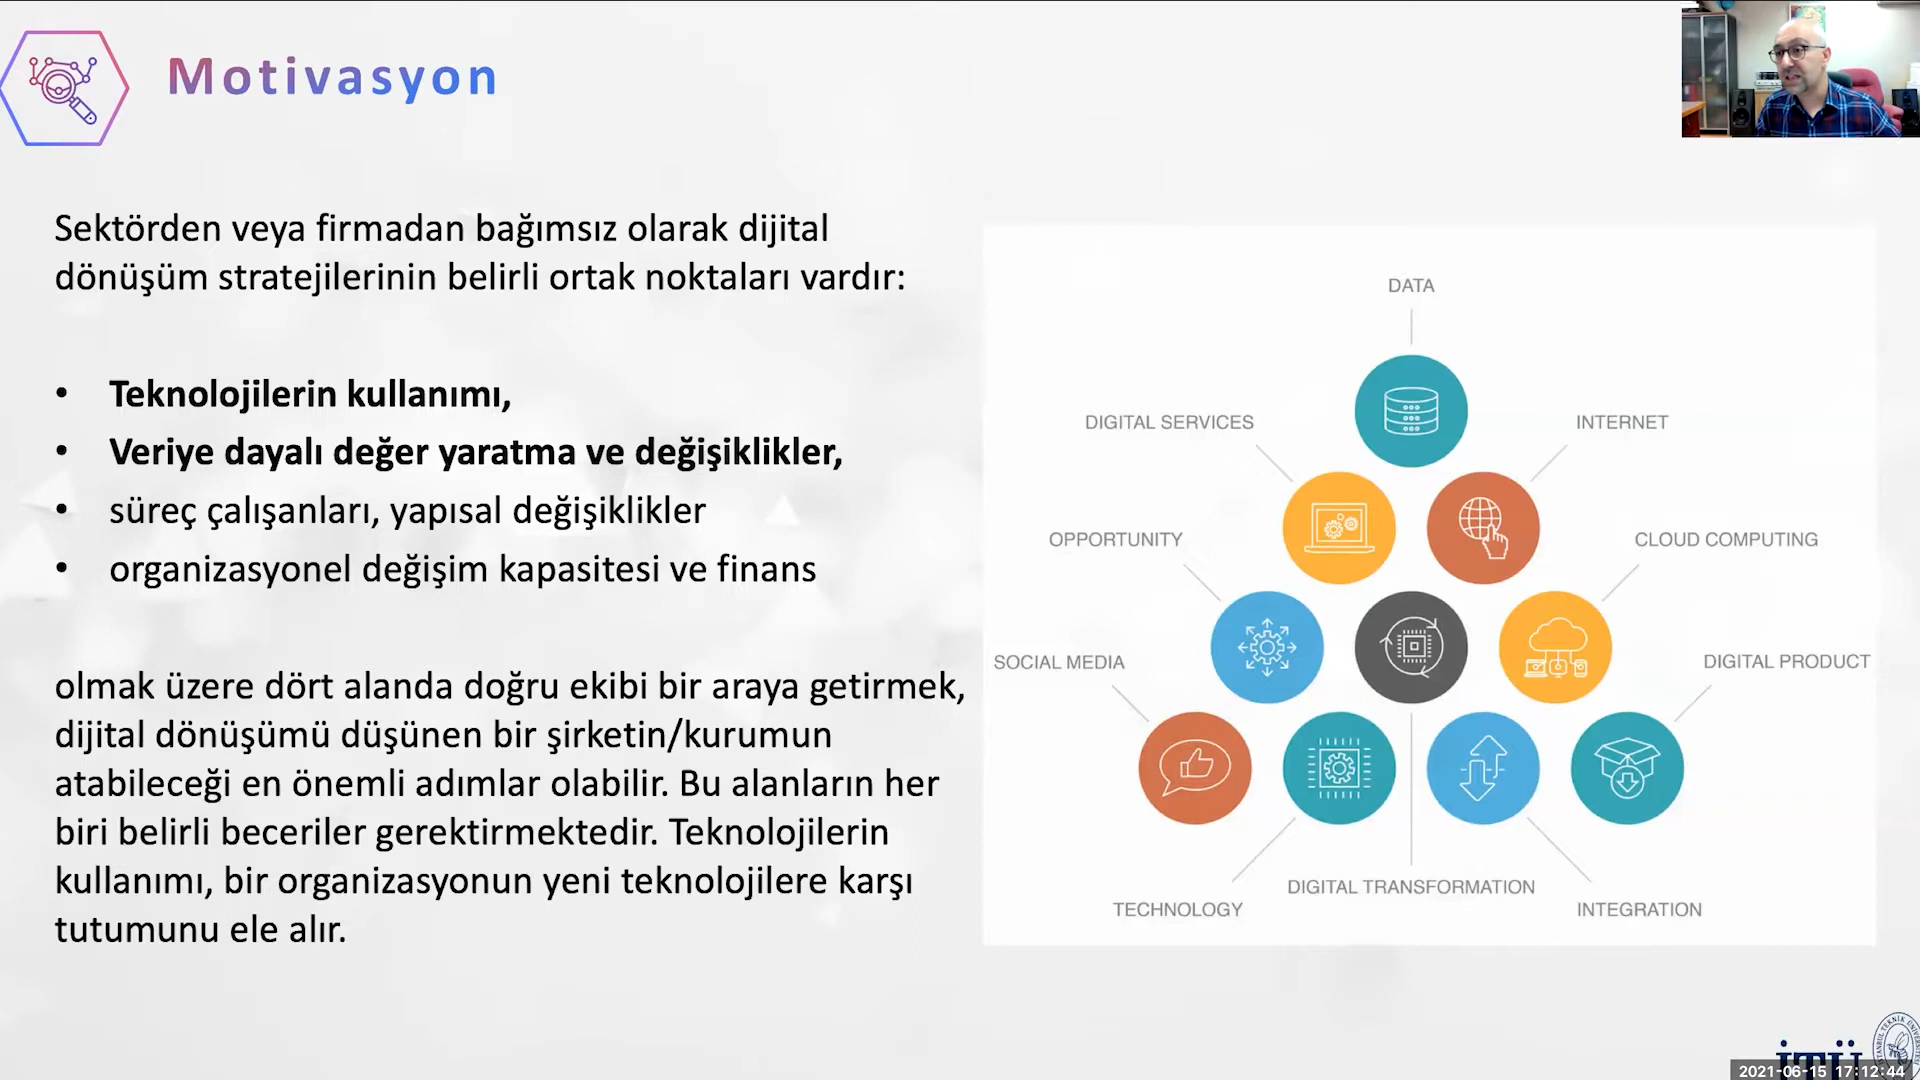 Motivasyon
Sektörden veya firmadan bağımsız olarak dijital
dönüşüm stratejilerinin belirli ortak noktaları vardır:
• Teknolojilerin kullanımı,
• Veriye dayalı değer yaratma ve değişiklikler,
• süreç çalışanları, yapısal değişiklikler
• organizasyonel değişim kapasitesi ve finans
olmak üzere dört alanda doğru ekibi bir araya getirmek,
dijital dönüşümü düşünen bir şirketin/kurumun
atabileceği en önemli adımlar olabilir. Bu alanların her
biri belirli beceriler gerektirmektedir. Teknolojilerin
kullanımı, bir organizasyonun yeni teknolojilere karşı
tutumunu ele alır.
DATA
DIGITAL SERVICES
INTERNET
OPPORTUNITY
CLOUD COMPUTING
SOCIAL MEDIA
DIGITAL PRODUCT
DIGITAL TRANSFORMATION
TECHNOLOGY
INTEGRATION
İTÜ
2021-06-15 17:12:44